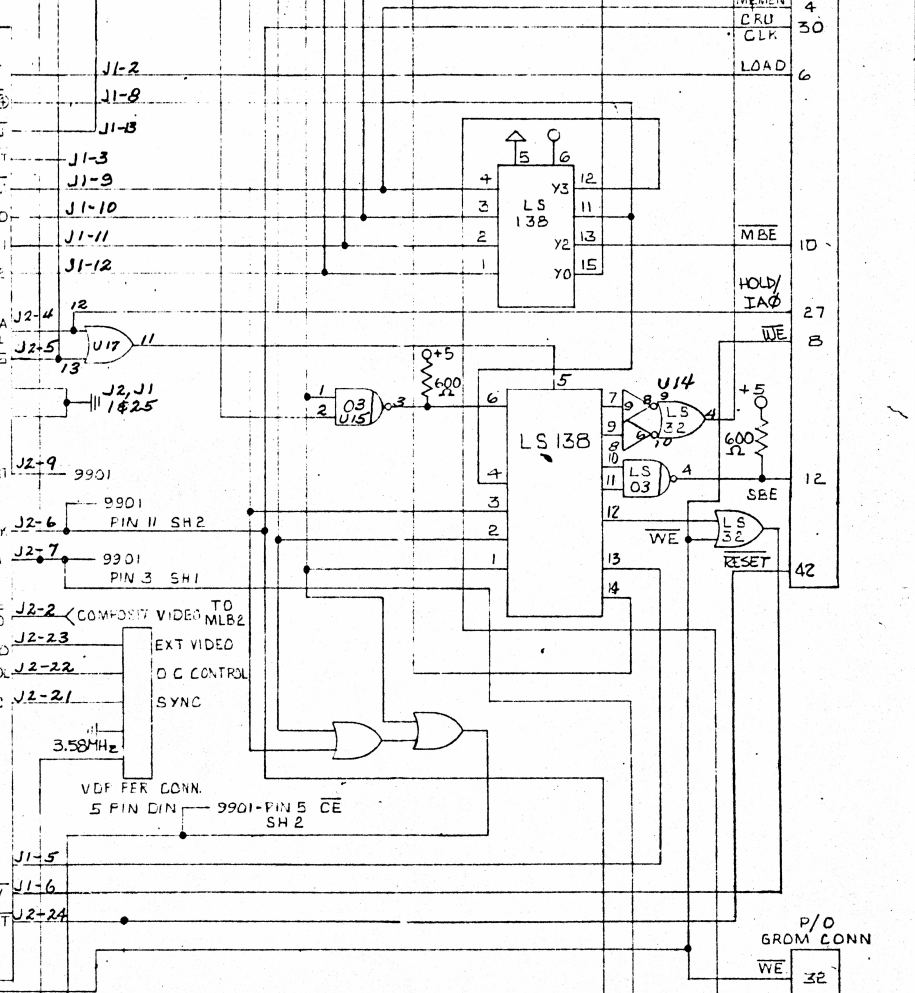 4
CRU
CLK
30
J1-2
LOAD
6
J1-8
J1-13
J1-3
5
6
J1-9
4
Y3
12
J1-10
3
LS
138
11
J1-11
2
Y2
13
MBE
10
J1-12
1
Y0
15
HOLD/
IAØ
27
J2-4
12
J2-5
U17
11
13
WE
8
+5
600
Ω
J2, J1
1¢25
1
2
03
U15
3
6
5
LS 138
7
9
8
9
U14
LS
32
4
9
8
6
10
+5
600
Ω
J2-9
9901
4
10
11
LS
03
4
SBE
12
9901
J2-6
PIN 11 SH2
3
12
LS
32
J2-7
9901
2
WE
RESET
PIN 3 SH1
1
13
42
14
J2-2
COMPOSIT VIDEO TO
MLB2
J2-23
EXT VIDEO
J2-22
O C CONTROL
J2-21
SYNC
3.58MHz
VDP PER CONN.
5 PIN DIN
9901-PIN 5 CE
SH 2
J1-5
J1-6
J2-24
P/O
GROM CONN
WE
32